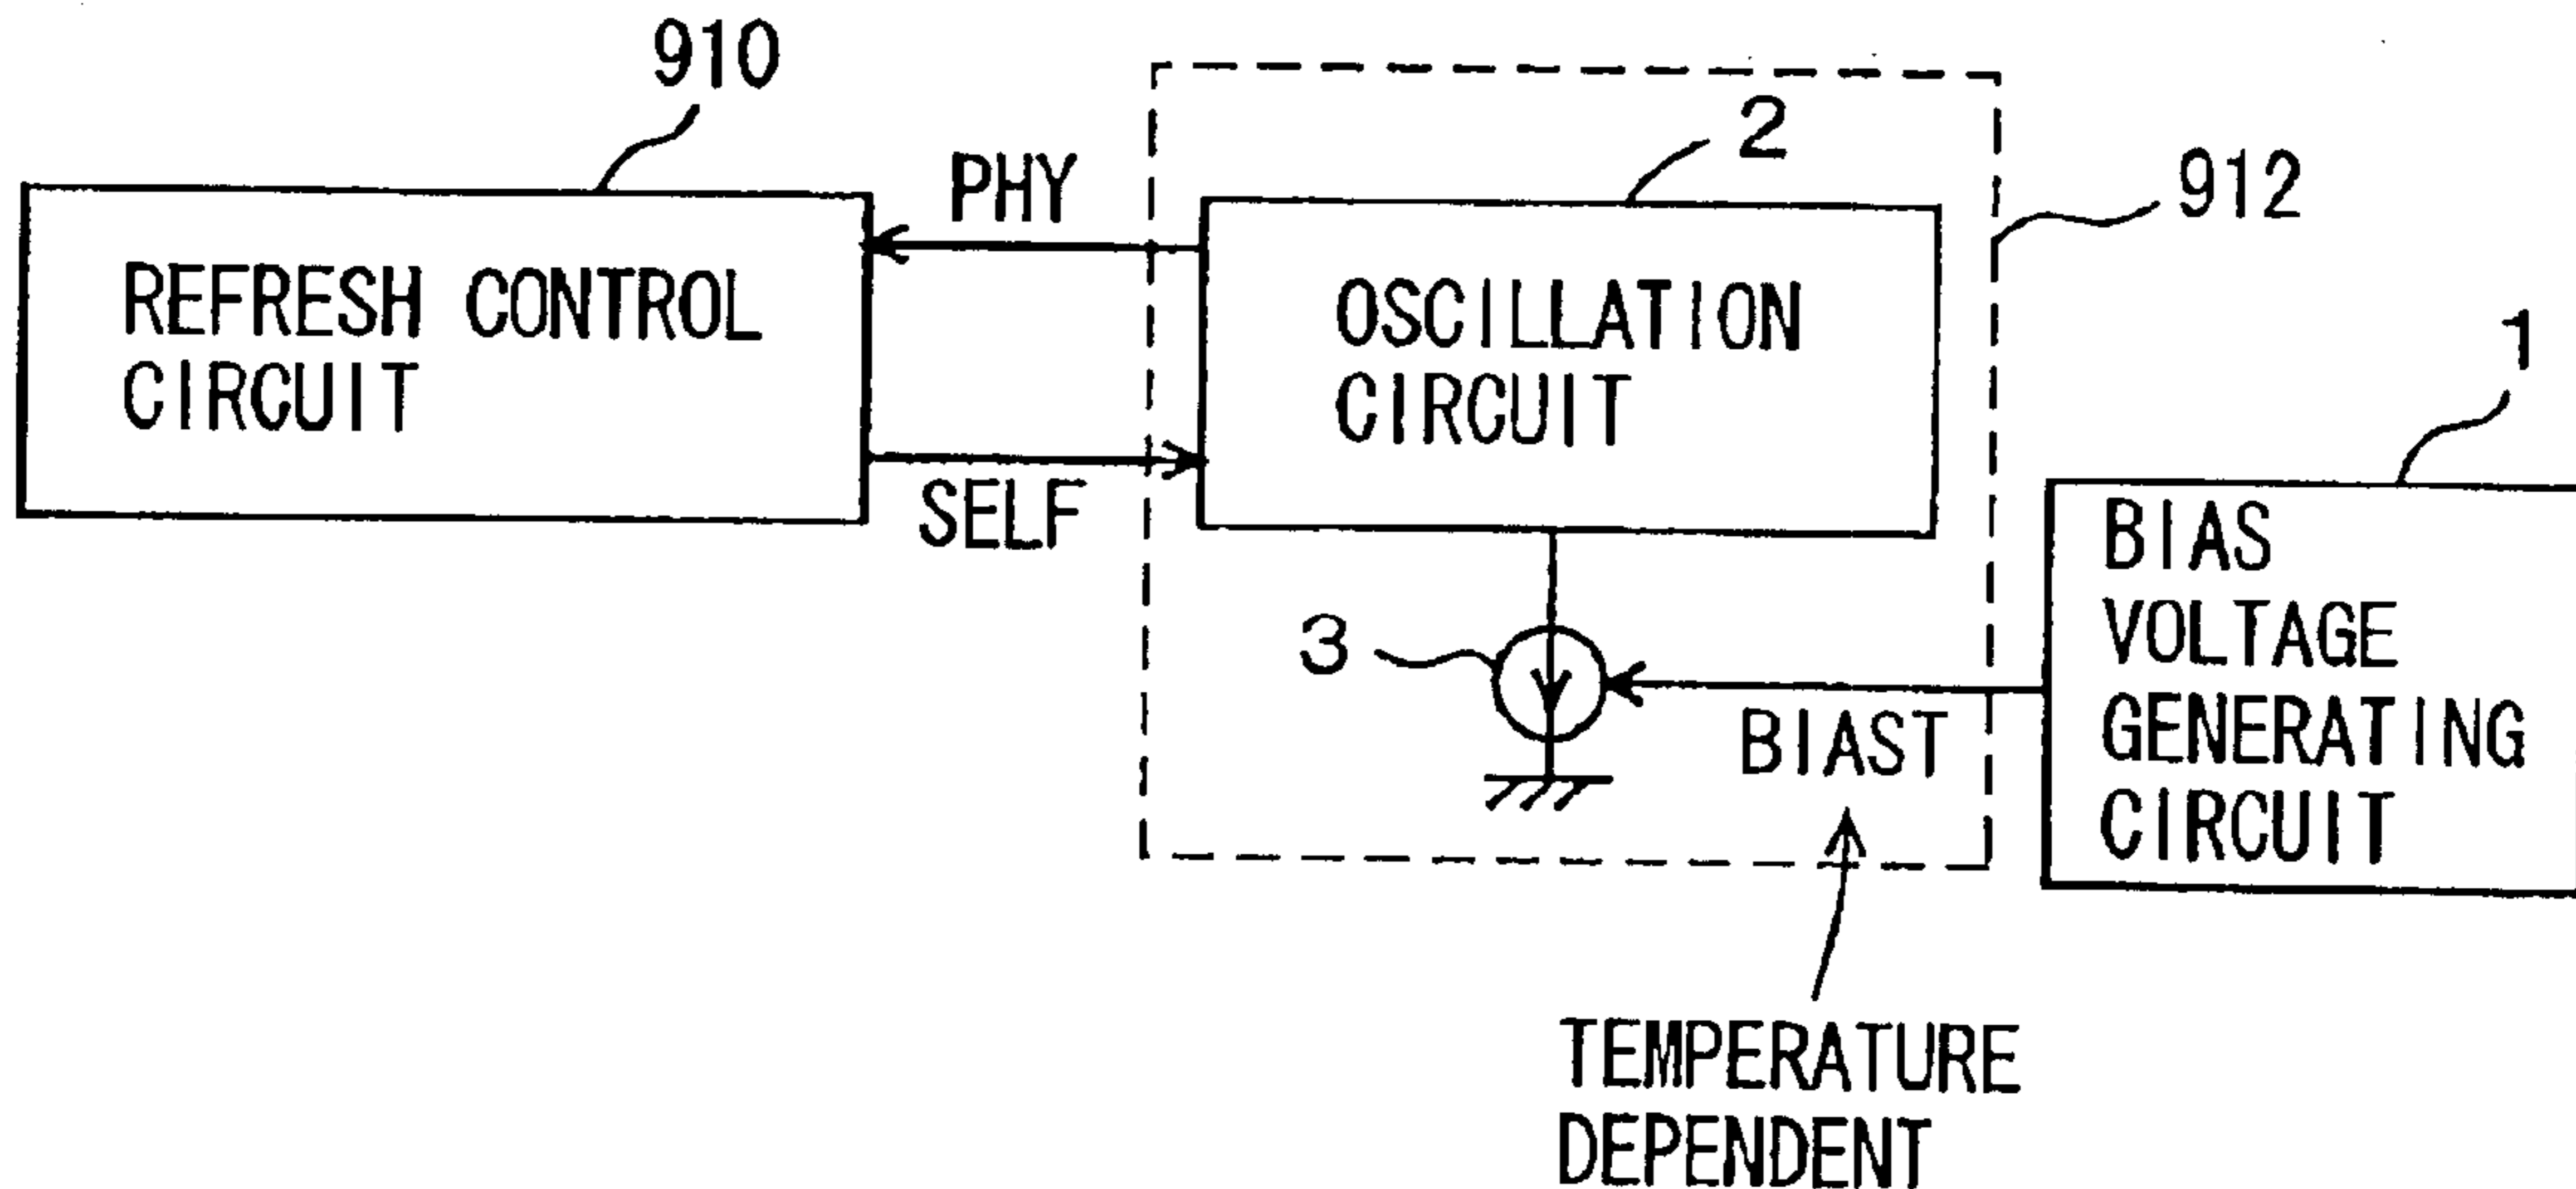 910
2
912
PHY
REFRESH CONTROL
CIRCUIT
OSCILLATION
CIRCUIT
1
SELF
BIAS
VOLTAGE
GENERATING
CIRCUIT
3
BIAST
TEMPERATURE
DEPENDENT